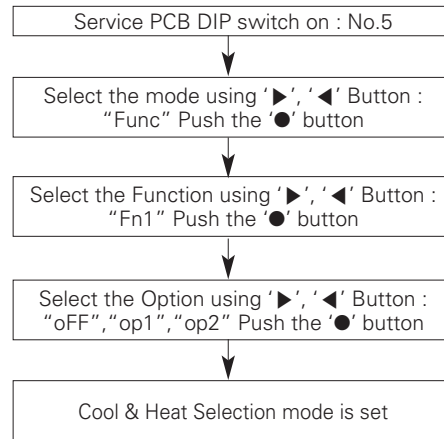 Service PCB DIP switch on : No.5
Select the mode using ‘▶’, ‘◀’ Button :
“Func” Push the ‘●’ button
Select the Function using ‘▶’, ‘◀’ Button :
“Fn1” Push the ‘●’ button
Select the Option using ‘▶’, ‘◀’ Button :
“oFF”,“op1”,“op2” Push the ‘●’ button
Cool & Heat Selection mode is set